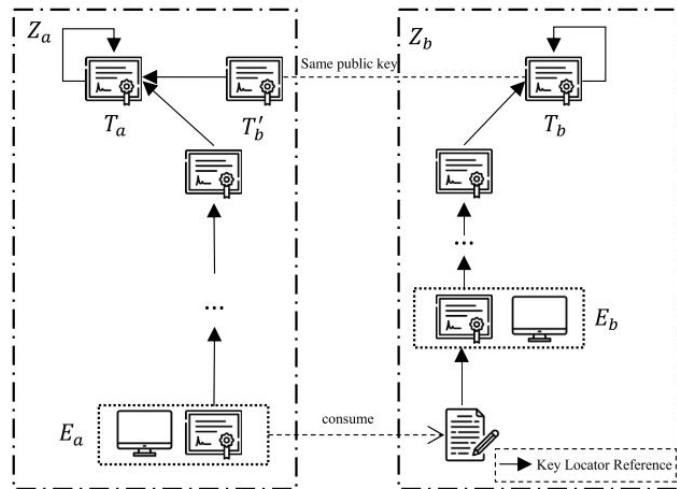 Z_a
Z_b
Same public key
T_a
T'_b
T_b
...
...
E_b
E_a
consume
Key Locator Reference